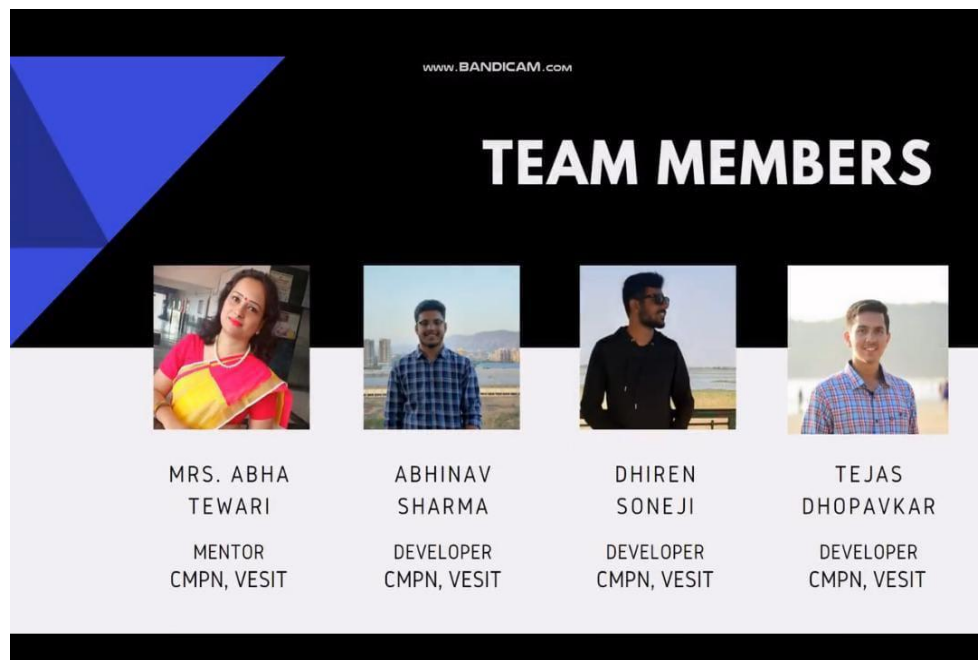 www.BANDICAM.com
TEAM MEMBERS
MRS. ABHA
TEWARI
MENTOR
CMPN, VESIT
ABHINAV
SHARMA
DEVELOPER
CMPN, VESIT
DHIREN
SONEJI
DEVELOPER
CMPN, VESIT
TEJAS
DHOPAVKAR
DEVELOPER
CMPN, VESIT